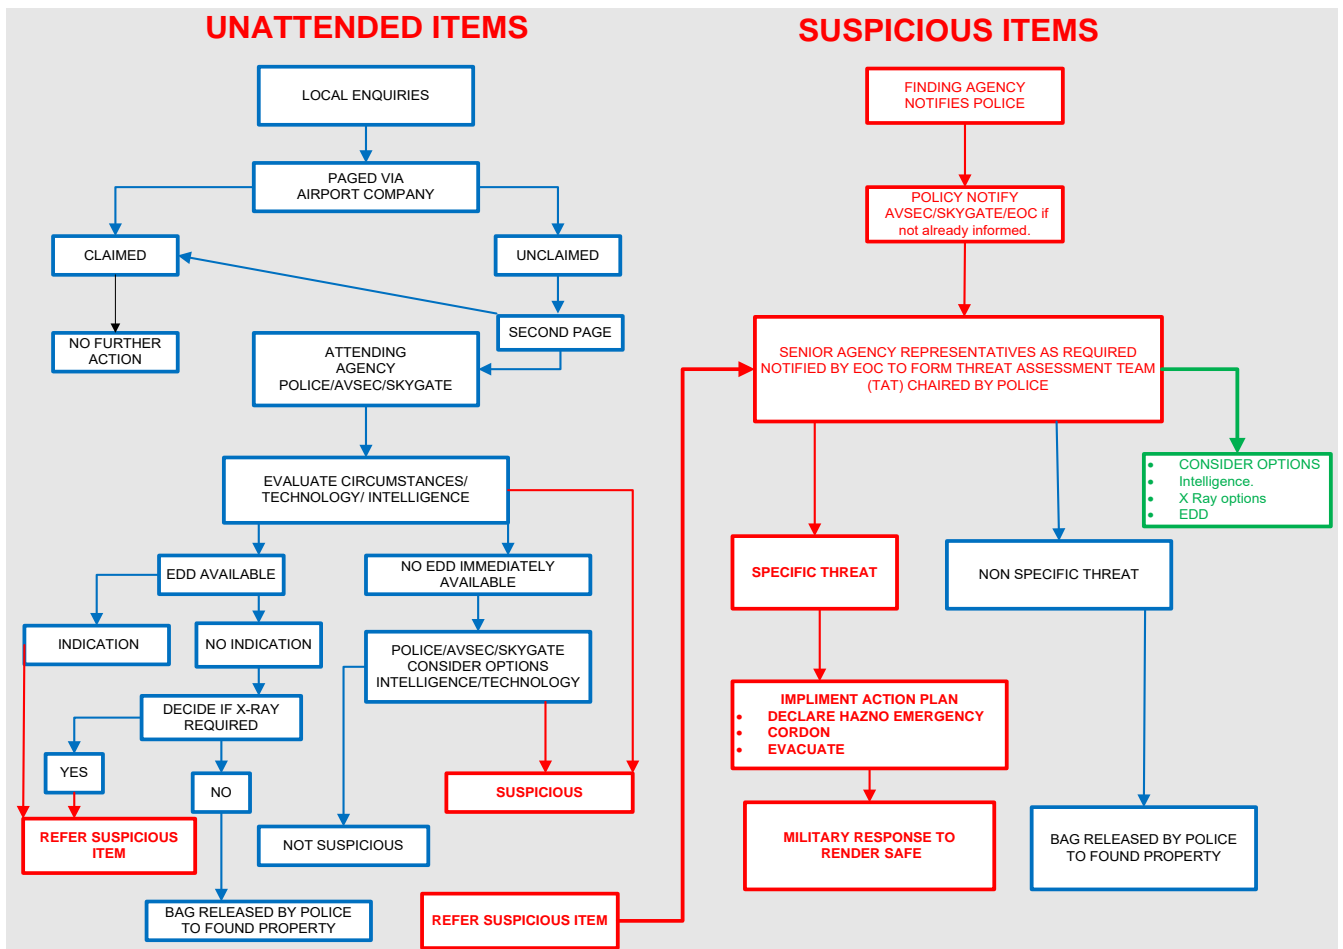 UNATTENDED ITEMS
LOCAL ENQUIRIES
PAGED VIA
AIRPORT COMPANY
CLAIMED
UNCLAIMED
NO FURTHER
ACTION
SECOND PAGE
ATTENDING
AGENCY
POLICE/AVSEC/SKYGATE
EVALUATE CIRCUMSTANCES/
TECHNOLOGY/ INTELLIGENCE
EDD AVAILABLE
NO EDD IMMEDIATELY
AVAILABLE
INDICATION
NO INDICATION
POLICE/AVSEC/SKYGATE
CONSIDER OPTIONS
INTELLIGENCE/TECHNOLOGY
DECIDE IF X-RAY
REQUIRED
YES
NO
SUSPICIOUS
REFER SUSPICIOUS
ITEM
NOT SUSPICIOUS
BAG RELEASED BY POLICE
TO FOUND PROPERTY
REFER SUSPICIOUS ITEM
SUSPICIOUS ITEMS
FINDING AGENCY
NOTIFIES POLICE
POLICY NOTIFY
AVSEC/SKYGATE/EOC if
not already informed.
SENIOR AGENCY REPRESENTATIVES AS REQUIRED
NOTIFIED BY EOC TO FORM THREAT ASSESSMENT TEAM
(TAT) CHAIRED BY POLICE
• CONSIDER OPTIONS
• Intelligence.
• X Ray options
• EDD
SPECIFIC THREAT
NON SPECIFIC THREAT
IMPLIMENT ACTION PLAN
• DECLARE HAZNO EMERGENCY
• CORDON
• EVACUATE
MILITARY RESPONSE TO
RENDER SAFE
BAG RELEASED BY POLICE
TO FOUND PROPERTY